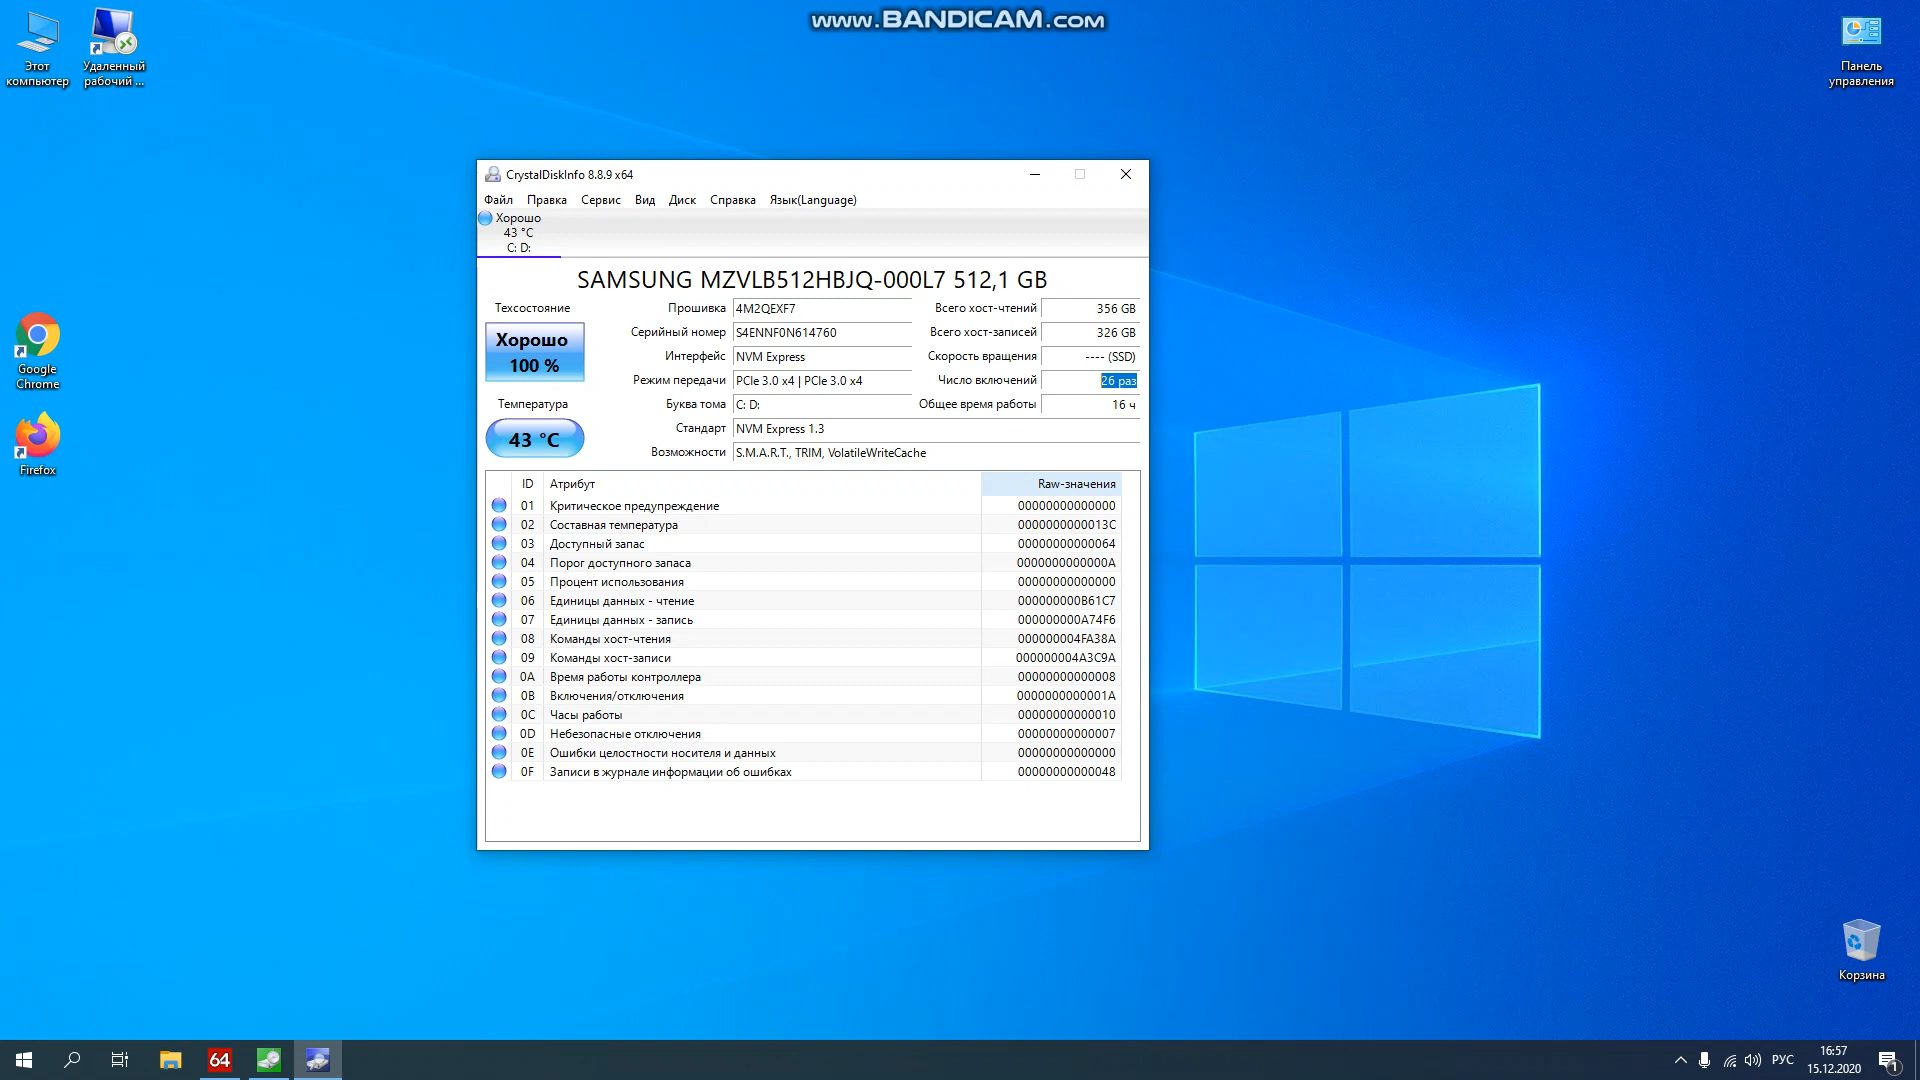 www.BANDICAM.com
Этот компьютер
Удаленный рабочий ...
Панель управления
Google Chrome
Firefox
Корзина
CrystalDiskInfo 8.8.9 x64
Файл Правка Сервис Вид Диск Справка Язык(Language)
Хорошо
43 °C
C: D:
SAMSUNG MZVLB512HBJQ-000L7 512,1 GB
Техсостояние
Хорошо
100 %
Температура
43 °C
Прошивка 4M2QEXF7
Серийный номер S4ENNF0N614760
Интерфейс NVM Express
Режим передачи PCIe 3.0 x4 | PCIe 3.0 x4
Буква тома C: D:
Стандарт NVM Express 1.3
Возможности S.M.A.R.T., TRIM, VolatileWriteCache
Всего хост-чтений 356 GB
Всего хост-записей 326 GB
Скорость вращения ---- (SSD)
Число включений 26 раз
Общее время работы 16 ч
ID Атрибут Raw-значения
01 Критическое предупреждение 00000000000000
02 Составная температура 0000000000013C
03 Доступный запас 00000000000064
04 Порог доступного запаса 0000000000000A
05 Процент использования 00000000000000
06 Единицы данных - чтение 000000000B61C7
07 Единицы данных - запись 000000000A74F6
08 Команды хост-чтения 000000004FA38A
09 Команды хост-записи 000000004A3C9A
0A Время работы контроллера 00000000000008
0B Включения/отключения 0000000000001A
0C Часы работы 00000000000010
0D Небезопасные отключения 00000000000007
0E Ошибки целостности носителя и данных 00000000000000
0F Записи в журнале информации об ошибках 00000000000048
64
РУС
16:57
15.12.2020
1